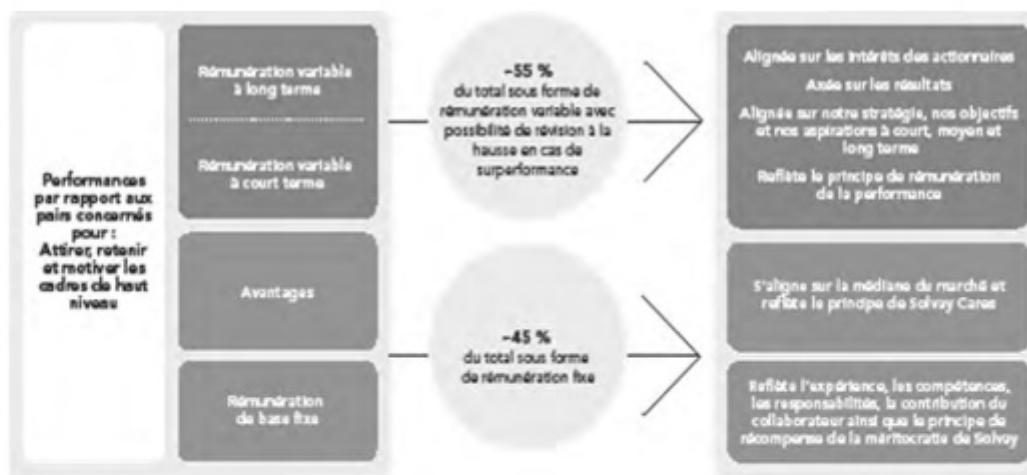 Performances
par rapport aux
pairs concernés
pour :
Attirer, retenir
et motiver les
cadres de haut
niveau
Rémunération variable
à long terme
Rémunération variable
à court terme
Avantages
Rémunération
de base fixe
~55 %
du total sous forme de
rémunération variable avec
possibilité de révision à la
hausse en cas de
surperformance
~45 %
du total sous forme
de rémunération fixe
Alignée sur les intérêts des actionnaires
Axée sur les résultats
Alignée sur notre stratégie, nos objectifs
et nos aspirations à court, moyen et
long terme
Reflète le principe de rémunération
de la performance
S'aligne sur la médiane du marché et
reflète le principe de Solvay Cares
Reflète l'expérience, les compétences,
les responsabilités, la contribution du
collaborateur ainsi que le principe de
récompense de la méritocratie de Solvay